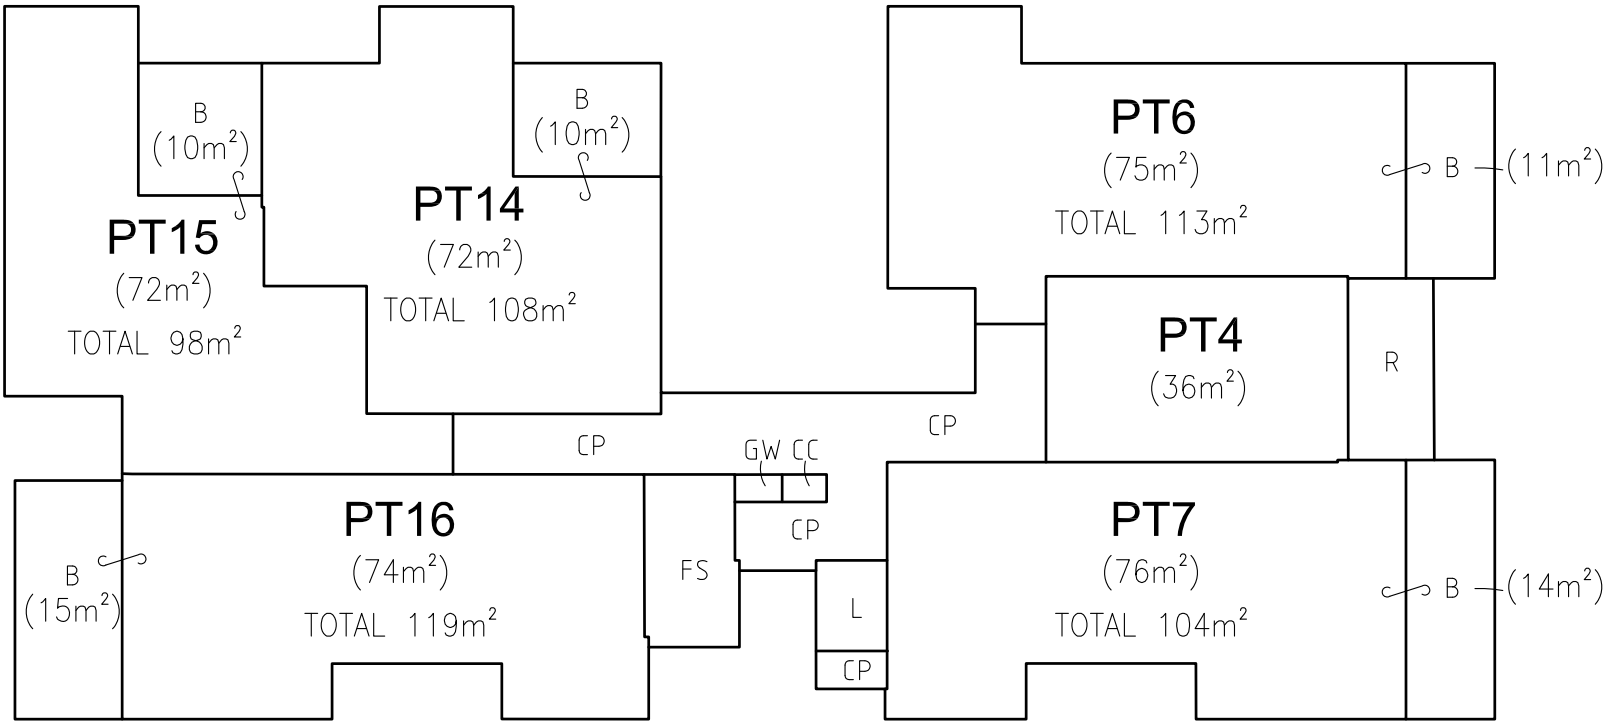 B
(10m²)
B
(10m²)
PT15
(72m²)
TOTAL 98m²
PT14
(72m²)
TOTAL 108m²
PT6
(75m²)
TOTAL 113m²
B
(11m²)
PT4
(36m²)
R
CP
CP
GW CC
CP
PT16
(74m²)
TOTAL 119m²
B
(15m²)
FS
L
CP
PT7
(76m²)
TOTAL 104m²
B
(14m²)